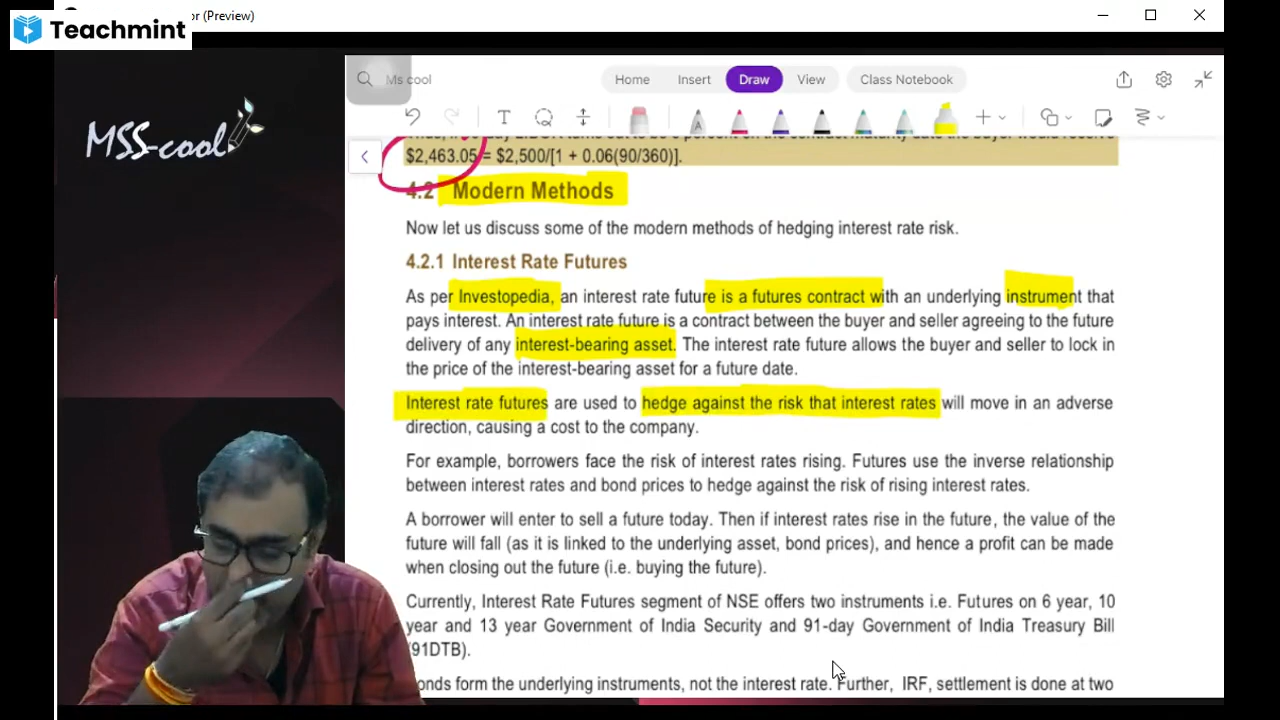 Teachmint
or (Preview)
MSS-cool
Ms cool
Home Insert Draw View Class Notebook
$2,463.05 = $2,500/[1 + 0.06(90/360)].
4.2 Modern Methods
Now let us discuss some of the modern methods of hedging interest rate risk.
4.2.1 Interest Rate Futures
As per Investopedia, an interest rate future is a futures contract with an underlying instrument that
pays interest. An interest rate future is a contract between the buyer and seller agreeing to the future
delivery of any interest-bearing asset. The interest rate future allows the buyer and seller to lock in
the price of the interest-bearing asset for a future date.
Interest rate futures are used to hedge against the risk that interest rates will move in an adverse
direction, causing a cost to the company.
For example, borrowers face the risk of interest rates rising. Futures use the inverse relationship
between interest rates and bond prices to hedge against the risk of rising interest rates.
A borrower will enter to sell a future today. Then if interest rates rise in the future, the value of the
future will fall (as it is linked to the underlying asset, bond prices), and hence a profit can be made
when closing out the future (i.e. buying the future).
Currently, Interest Rate Futures segment of NSE offers two instruments i.e. Futures on 6 year, 10
year and 13 year Government of India Security and 91-day Government of India Treasury Bill
(91DTB).
onds form the underlying instruments, not the interest rate. Further, IRF, settlement is done at two